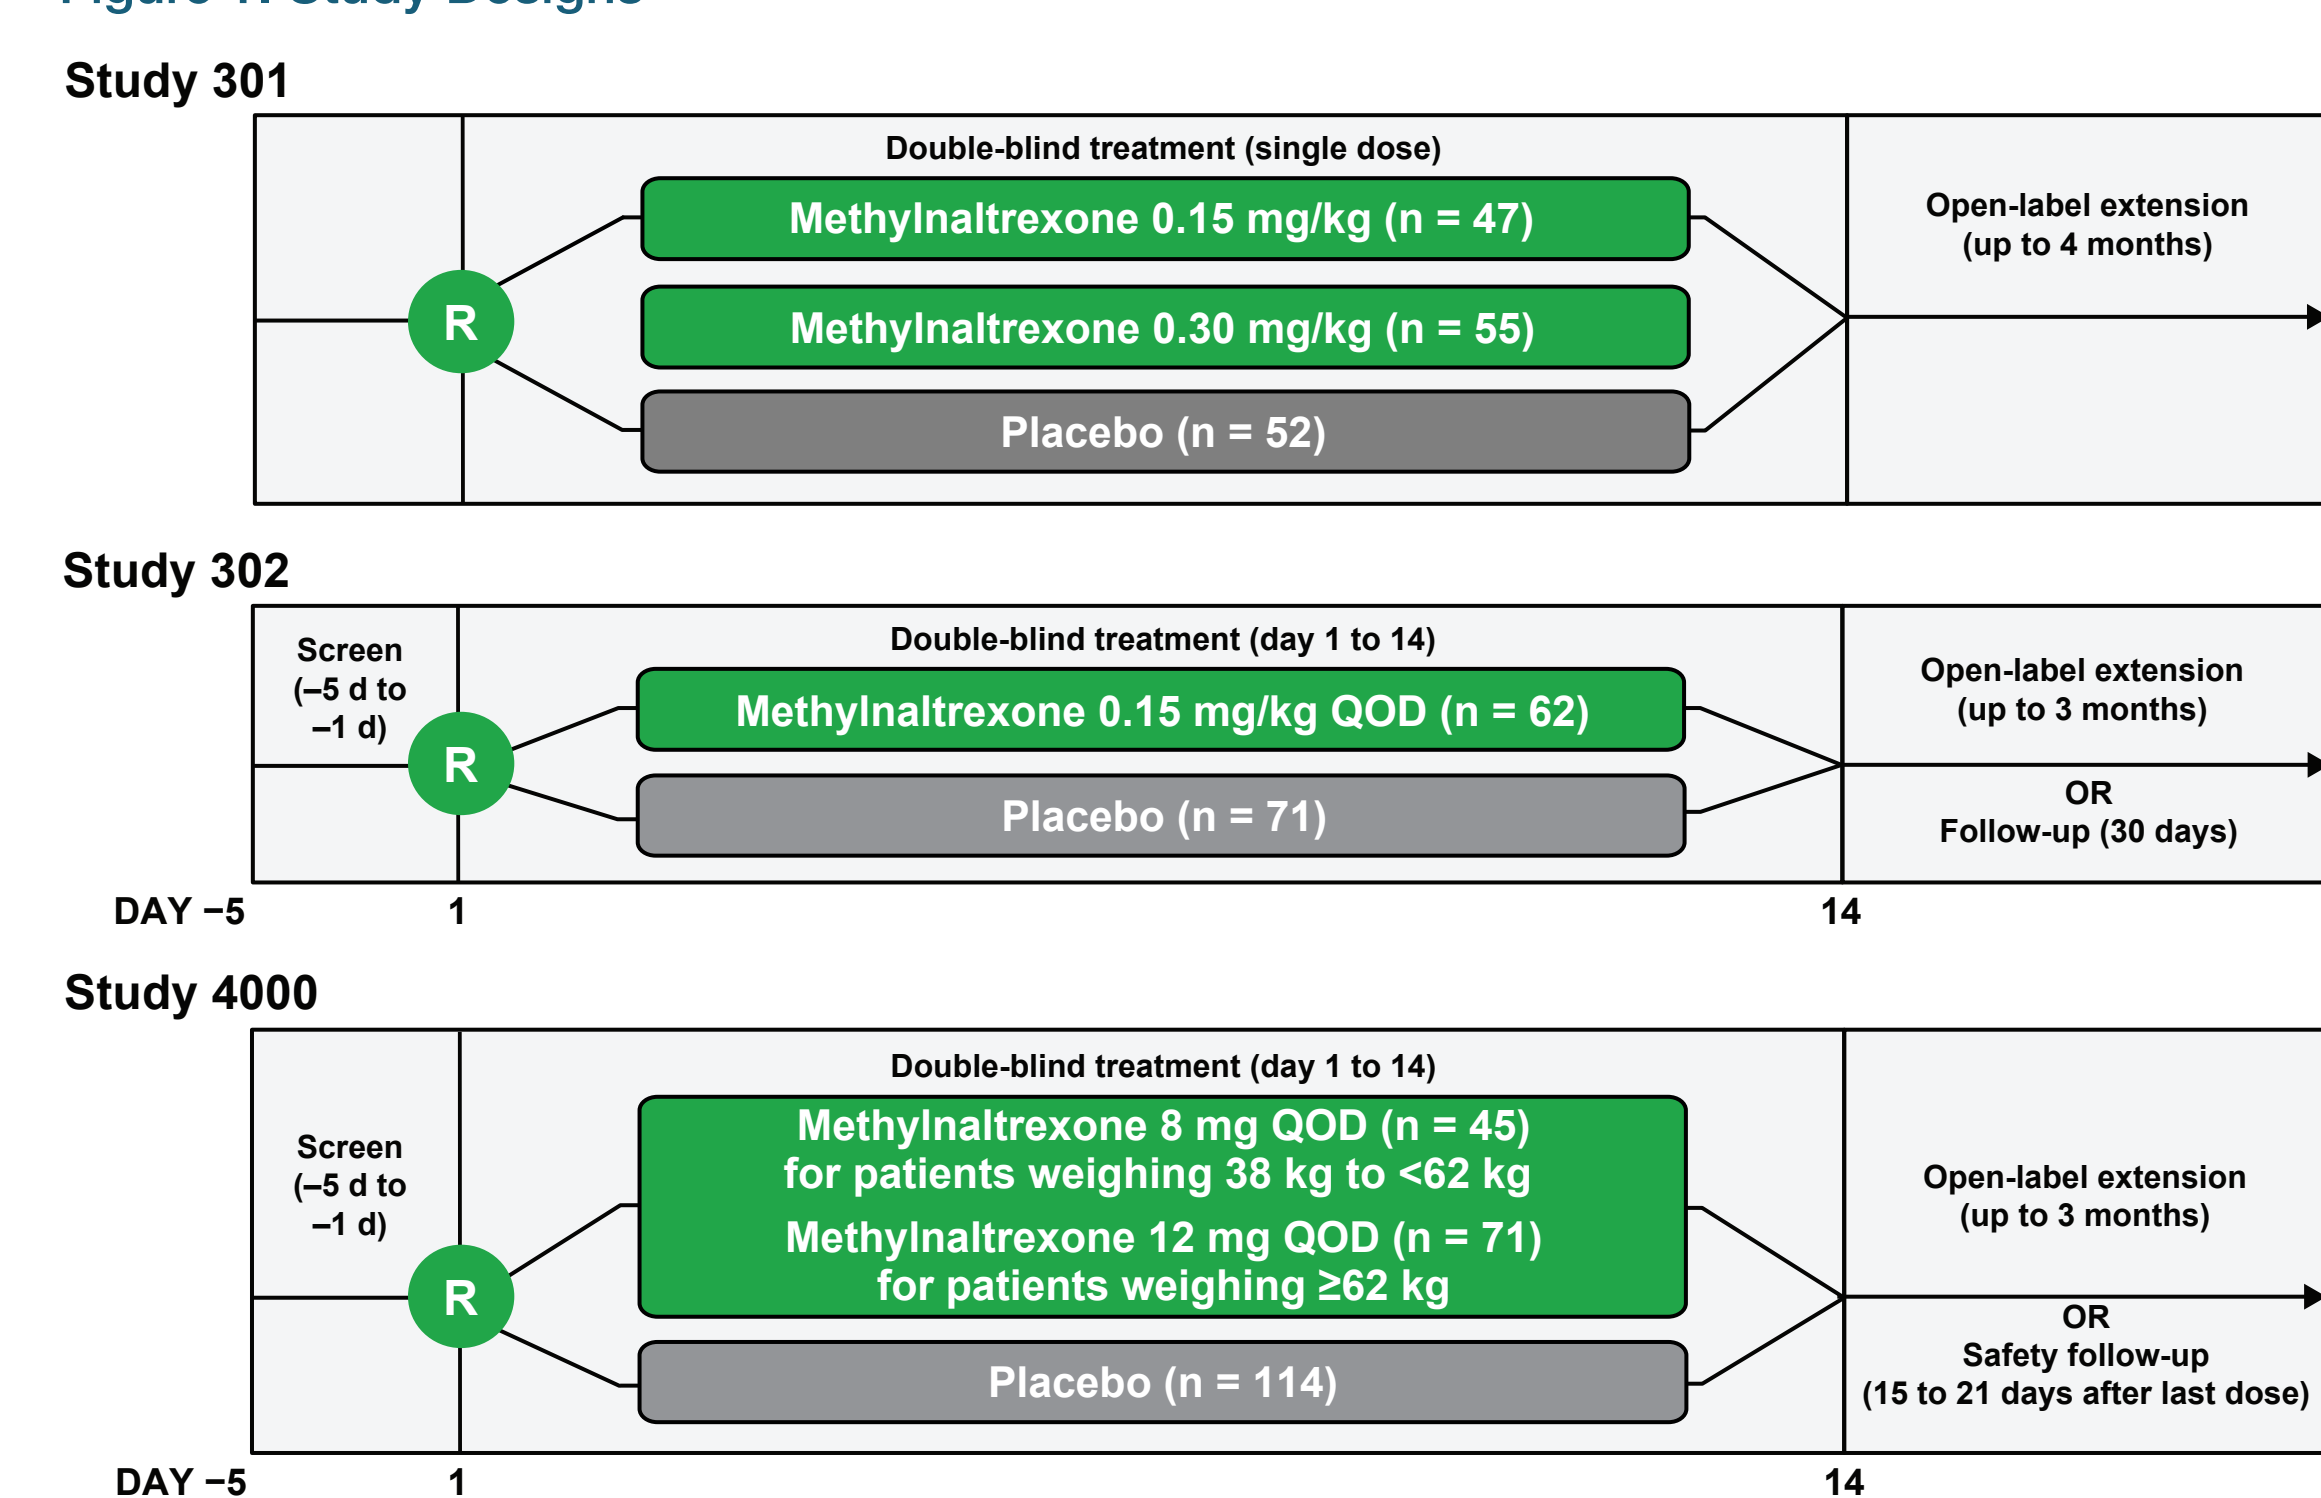 Figure 1. Study Designs
Study 301
Double-blind treatment (single dose)
Methylnaltrexone 0.15 mg/kg (n = 47)
Open-label extension
(up to 4 months)
R
Methylnaltrexone 0.30 mg/kg (n = 55)
Placebo (n = 52)
Study 302
Screen
(–5 d to
–1 d)
Double-blind treatment (day 1 to 14)
R
Methylnaltrexone 0.15 mg/kg QOD (n = 62)
Placebo (n = 71)
Open-label extension
(up to 3 months)
OR
Follow-up (30 days)
DAY –5 1 14
Study 4000
Screen
(–5 d to
–1 d)
Double-blind treatment (day 1 to 14)
R
Methylnaltrexone 8 mg QOD (n = 45)
for patients weighing 38 kg to <62 kg
Methylnaltrexone 12 mg QOD (n = 71)
for patients weighing ≥62 kg
Placebo (n = 114)
Open-label extension
(up to 3 months)
OR
Safety follow-up
(15 to 21 days after last dose)
DAY –5 1 14